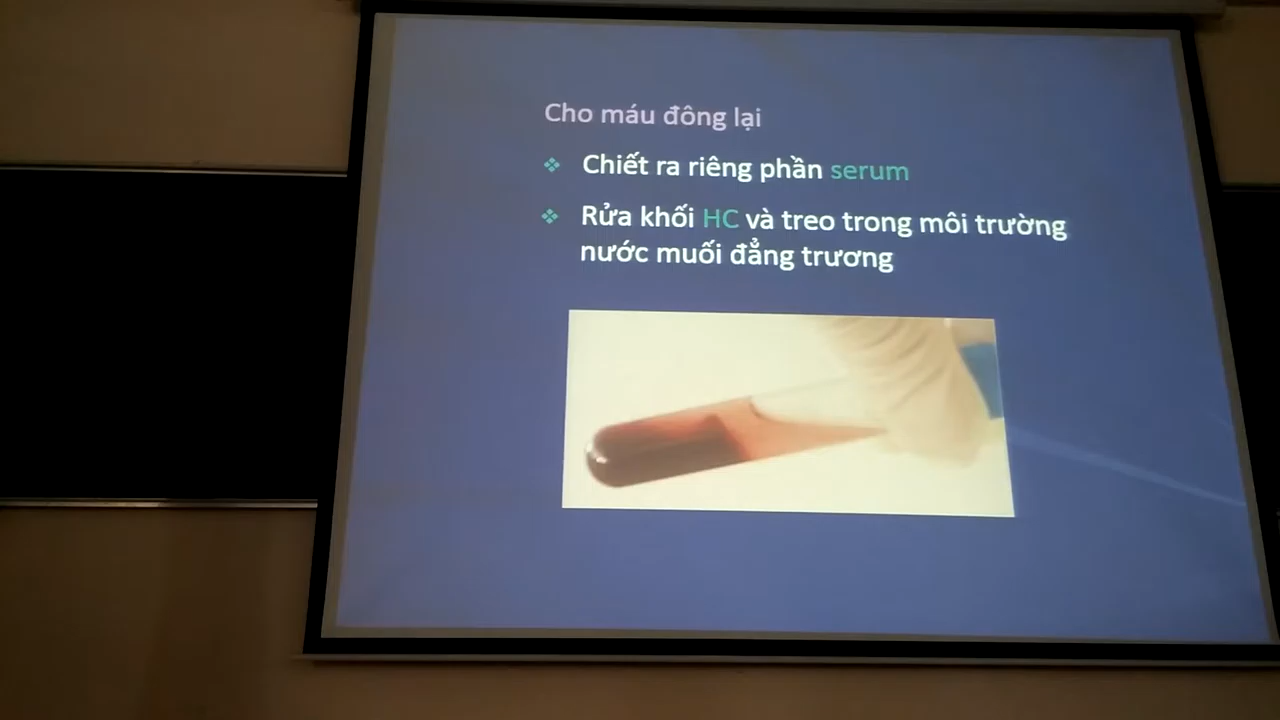 Cho máu đông lại
Chiết ra riêng phần serum
Rửa khối HC và treo trong môi trường
nước muối đẳng trương